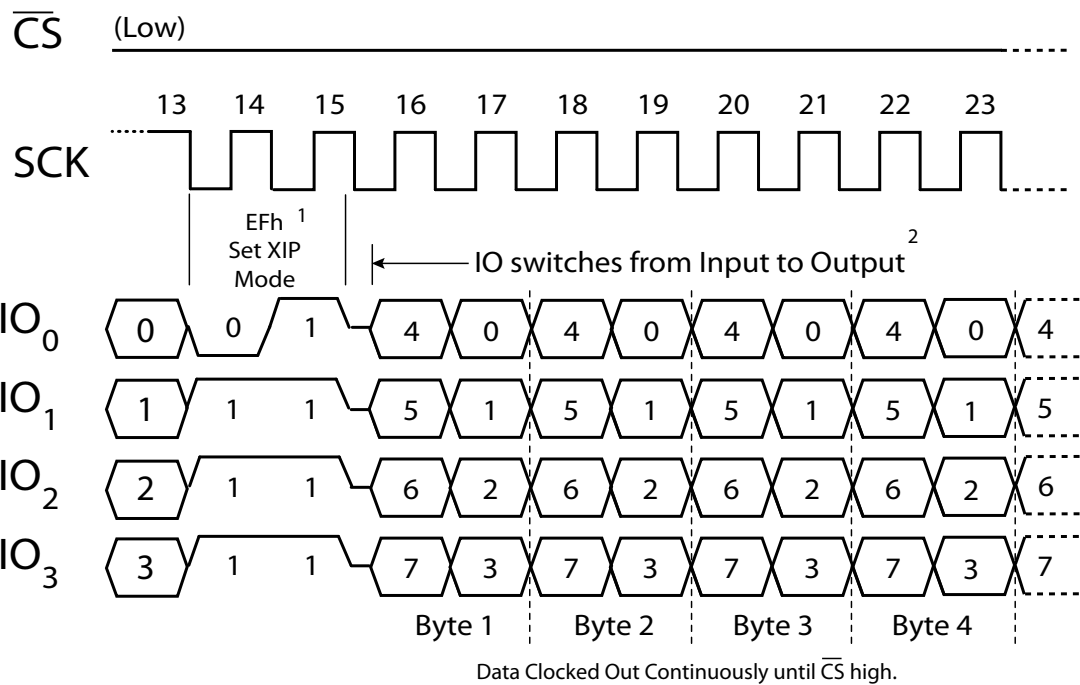 CS (Low)
13 14 15 16 17 18 19 20 21 22 23
SCK
EFh 1
Set XIP
Mode
IO switches from Input to Output 2
IO0 0 0 1 4 0 4 0 4 0 4 0 4
IO1 1 1 1 5 1 5 1 5 1 5 1 5
IO2 2 1 1 6 2 6 2 6 2 6 2 6
IO3 3 1 1 7 3 7 3 7 3 7 3 7
Byte 1 Byte 2 Byte 3 Byte 4
Data Clocked Out Continuously until CS high.